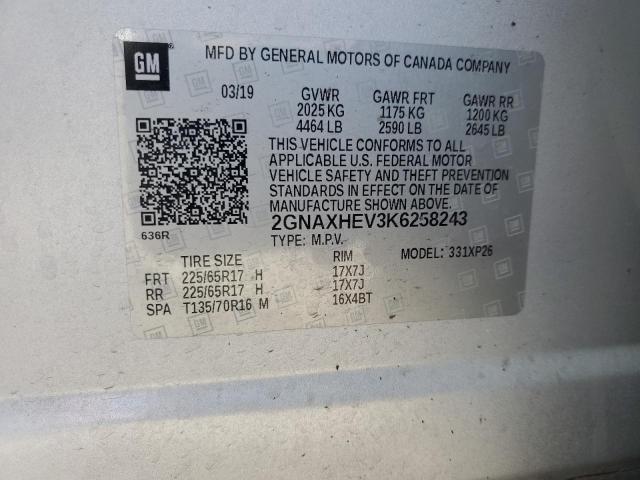 GM
MFD BY GENERAL MOTORS OF CANADA COMPANY
03/19 GVWR GAWR FRT GAWR RR
2025 KG 1175 KG 1200 KG
4464 LB 2590 LB 2645 LB
THIS VEHICLE CONFORMS TO ALL
APPLICABLE U.S. FEDERAL MOTOR
VEHICLE SAFETY AND THEFT PREVENTION
STANDARDS IN EFFECT ON THE DATE OF
MANUFACTURE SHOWN ABOVE.
2GNAXHEV3K6258243
636R
TYPE: M.P.V. MODEL: 331XP26
TIRE SIZE RIM
FRT 225/65R17 H 17X7J
RR 225/65R17 H 17X7J
SPA T135/70R16 M 16X4BT